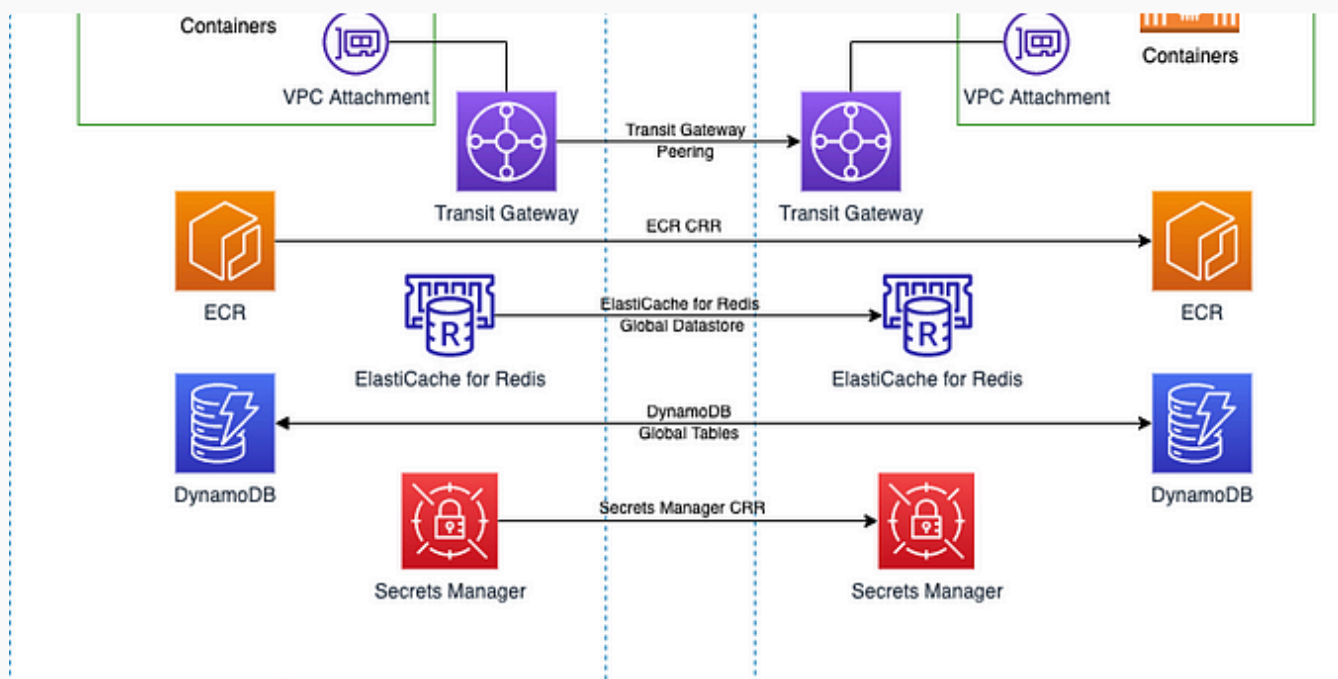 Containers
VPC Attachment
VPC Attachment
Containers
Transit Gateway
Peering
Transit Gateway
Transit Gateway
ECR CRR
ECR
ECR
ElastiCache for Redis
Global Datastore
R
R
ElastiCache for Redis
ElastiCache for Redis
DynamoDB
Global Tables
DynamoDB
DynamoDB
Secrets Manager CRR
Secrets Manager
Secrets Manager